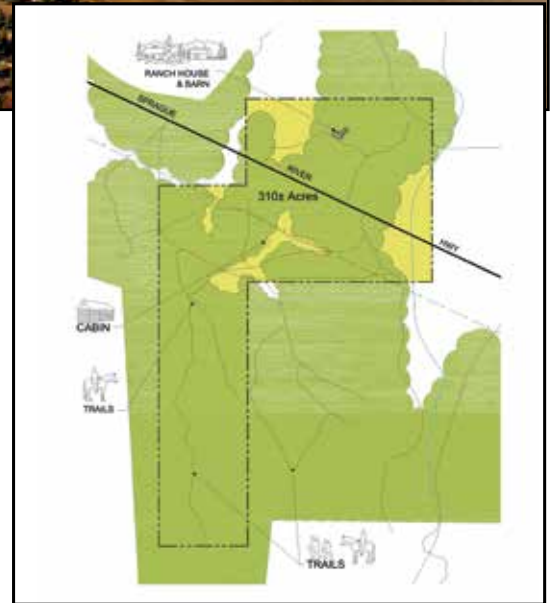 RANCH HOUSE
& BARN
SPRAGUE
RIVER
310± Acres
HWY
CABIN
TRAILS
TRAILS